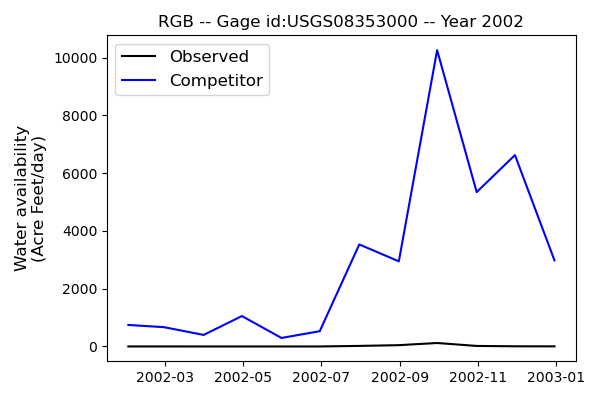 RGB -- Gage id:USGS08353000 -- Year 2002
Observed
Competitor
Water availability
(Acre Feet/day)
10000
8000
6000
4000
2000
0
2002-03 2002-05 2002-07 2002-09 2002-11 2003-01